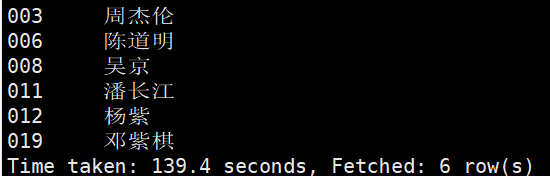 003 周杰伦
006 陈道明
008 吴京
011 潘长江
012 杨紫
019 邓紫棋
Time taken: 139.4 seconds, Fetched: 6 row(s)